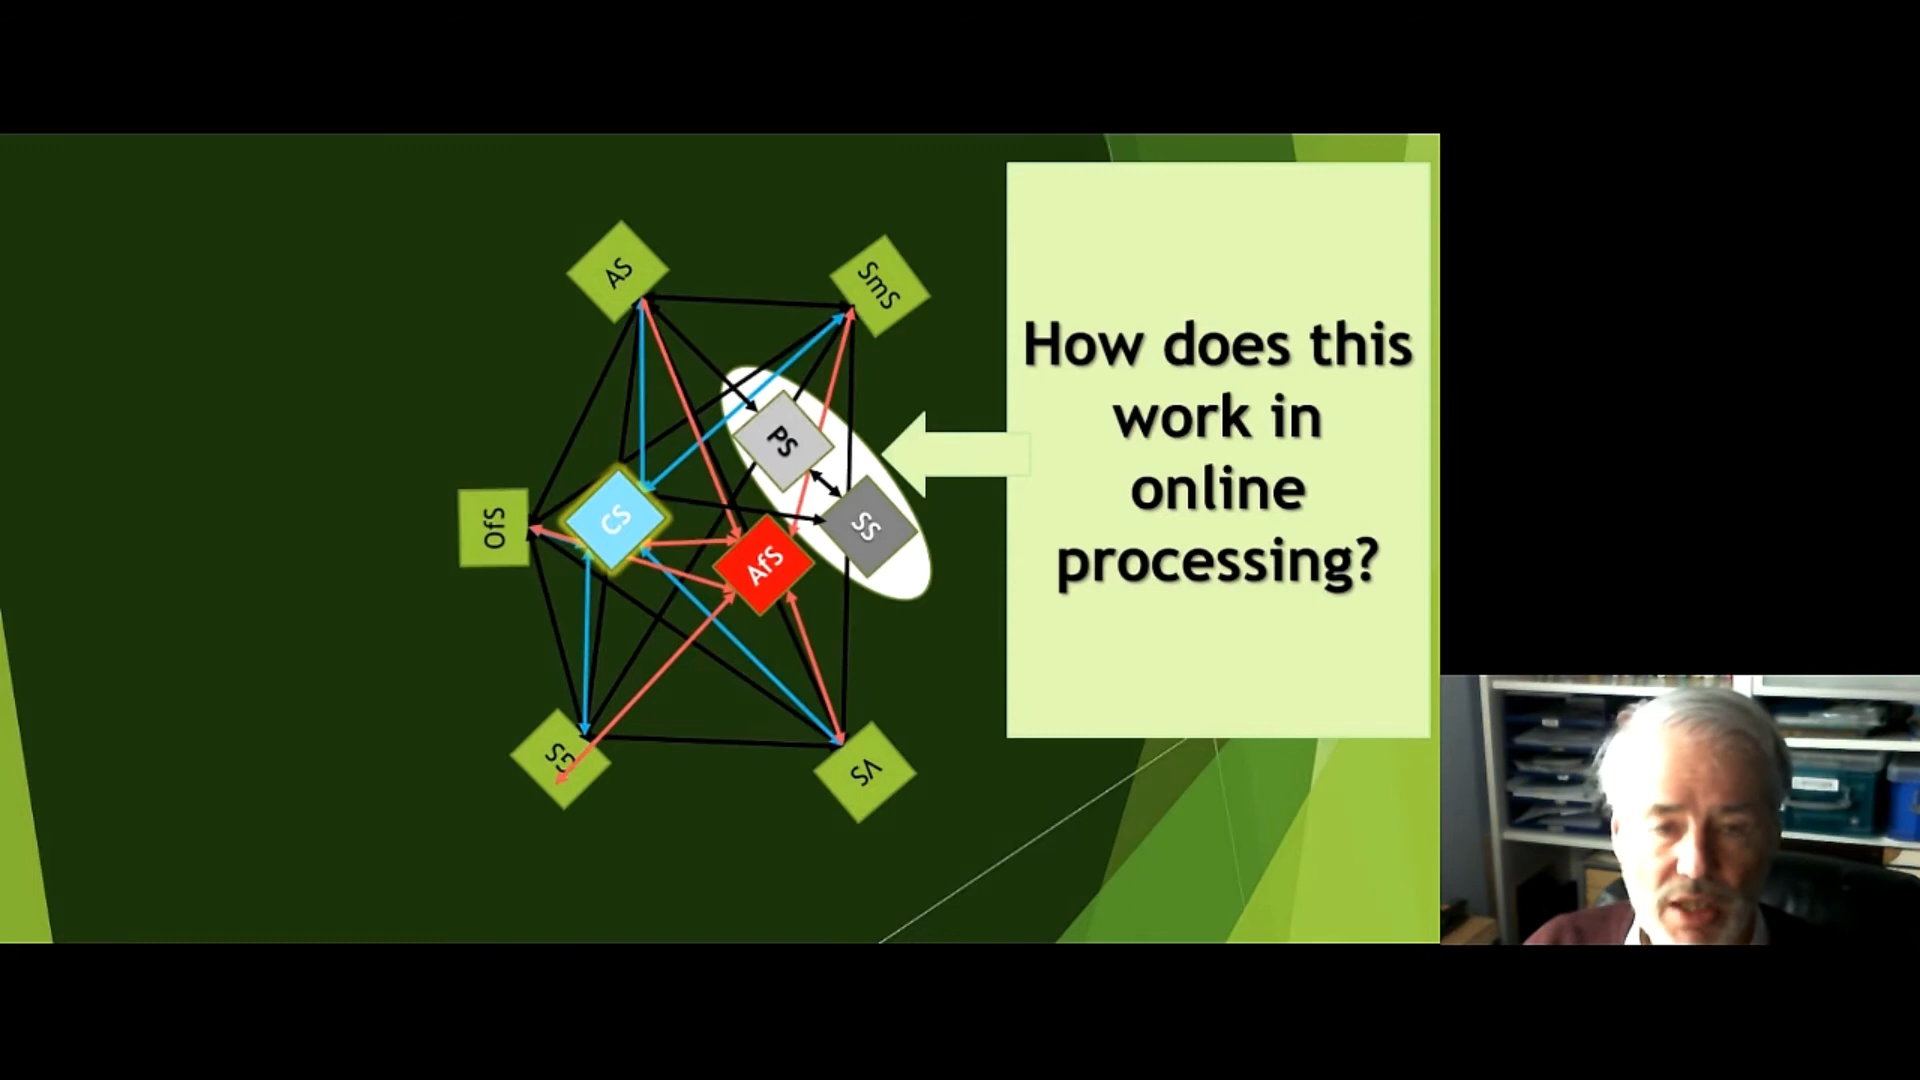 AS
SmS
PS
OfS
CS
SS
AfS
GS
VS
How does this
work in
online
processing?